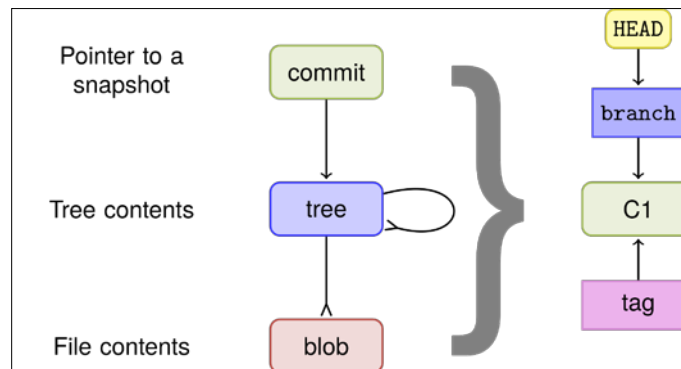 Pointer to a
snapshot
commit
Tree contents
tree
File contents
blob
HEAD
branch
C1
tag